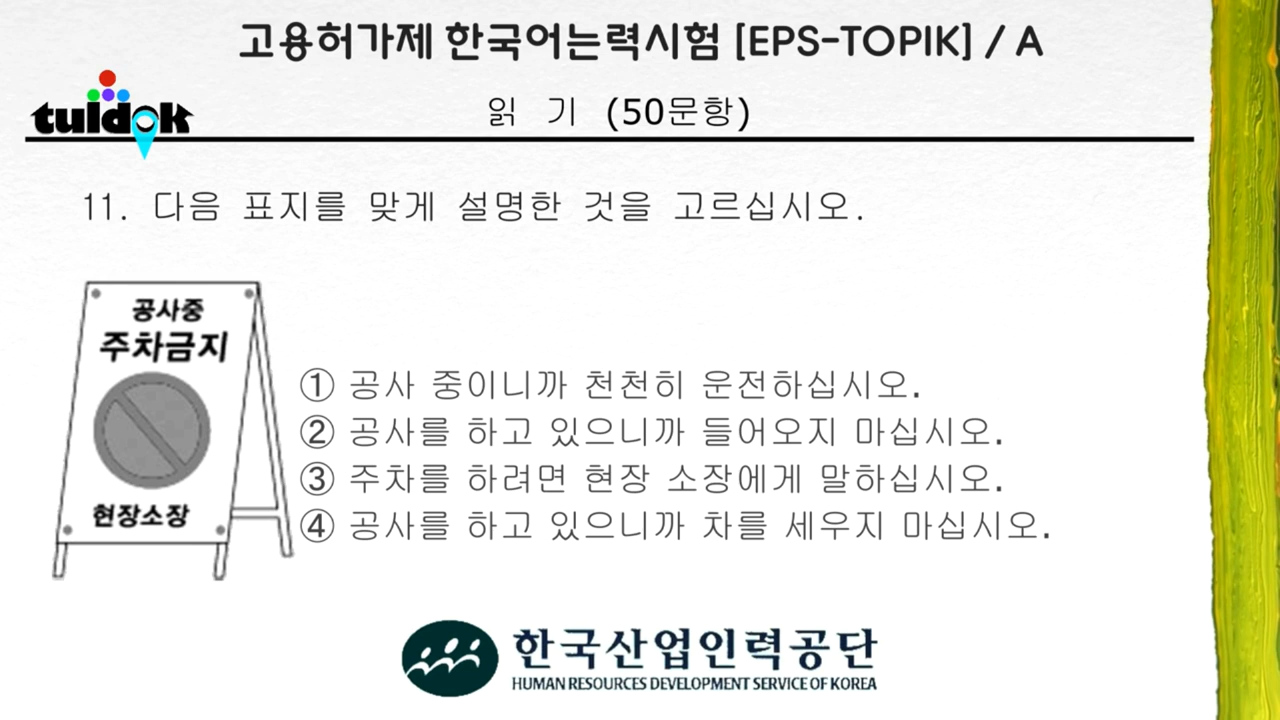 고용허가제 한국어능력시험 [EPS-TOPIK] / A
tuidok
읽 기 (50문항)
11. 다음 표지를 맞게 설명한 것을 고르십시오.
공사중
주차금지
현장소장
① 공사 중이니까 천천히 운전하십시오.
② 공사를 하고 있으니까 들어오지 마십시오.
③ 주차를 하려면 현장 소장에게 말하십시오.
④ 공사를 하고 있으니까 차를 세우지 마십시오.
한국산업인력공단
HUMAN RESOURCES DEVELOPMENT SERVICE OF KOREA